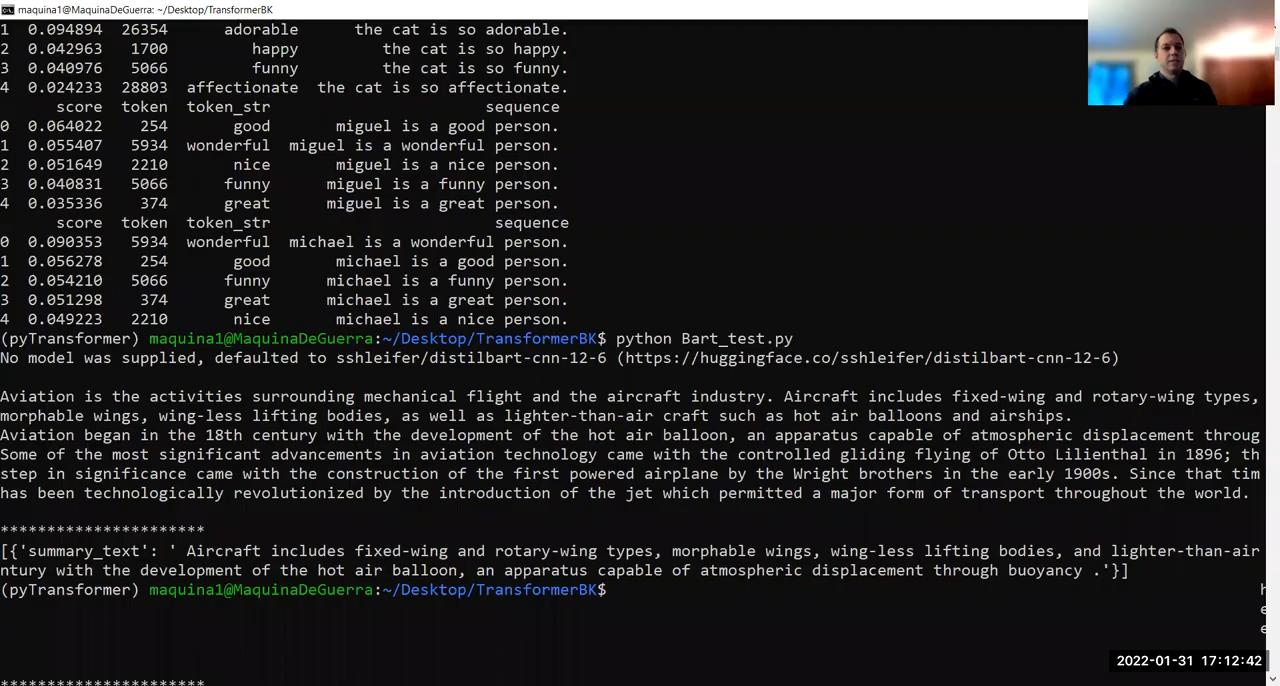 maquina1@MaquinaDeGuerra: ~/Desktop/TransformerBK
1 0.094894 26354 adorable the cat is so adorable.
2 0.042963 1700 happy the cat is so happy.
3 0.040976 5066 funny the cat is so funny.
4 0.024233 28803 affectionate the cat is so affectionate.
score token token_str sequence
0 0.064022 254 good miguel is a good person.
1 0.055407 5934 wonderful miguel is a wonderful person.
2 0.051649 2210 nice miguel is a nice person.
3 0.040831 5066 funny miguel is a funny person.
4 0.035336 374 great miguel is a great person.
score token token_str sequence
0 0.090353 5934 wonderful michael is a wonderful person.
1 0.056278 254 good michael is a good person.
2 0.054210 5066 funny michael is a funny person.
3 0.051298 374 great michael is a great person.
4 0.049223 2210 nice michael is a nice person.
(pyTransformer) maquina1@MaquinaDeGuerra:~/Desktop/TransformerBK$ python Bart_test.py
No model was supplied, defaulted to sshleifer/distilbart-cnn-12-6 (https://huggingface.co/sshleifer/distilbart-cnn-12-6)
Aviation is the activities surrounding mechanical flight and the aircraft industry. Aircraft includes fixed-wing and rotary-wing types,
morphable wings, wing-less lifting bodies, as well as lighter-than-air craft such as hot air balloons and airships.
Aviation began in the 18th century with the development of the hot air balloon, an apparatus capable of atmospheric displacement throug
Some of the most significant advancements in aviation technology came with the controlled gliding flying of Otto Lilienthal in 1896; th
step in significance came with the construction of the first powered airplane by the Wright brothers in the early 1900s. Since that tim
has been technologically revolutionized by the introduction of the jet which permitted a major form of transport throughout the world.
**********************
[{'summary_text': ' Aircraft includes fixed-wing and rotary-wing types, morphable wings, wing-less lifting bodies, and lighter-than-air
ntury with the development of the hot air balloon, an apparatus capable of atmospheric displacement through buoyancy .'}]
(pyTransformer) maquina1@MaquinaDeGuerra:~/Desktop/TransformerBK$
h
e
e
2022-01-31 17:12:42
**********************